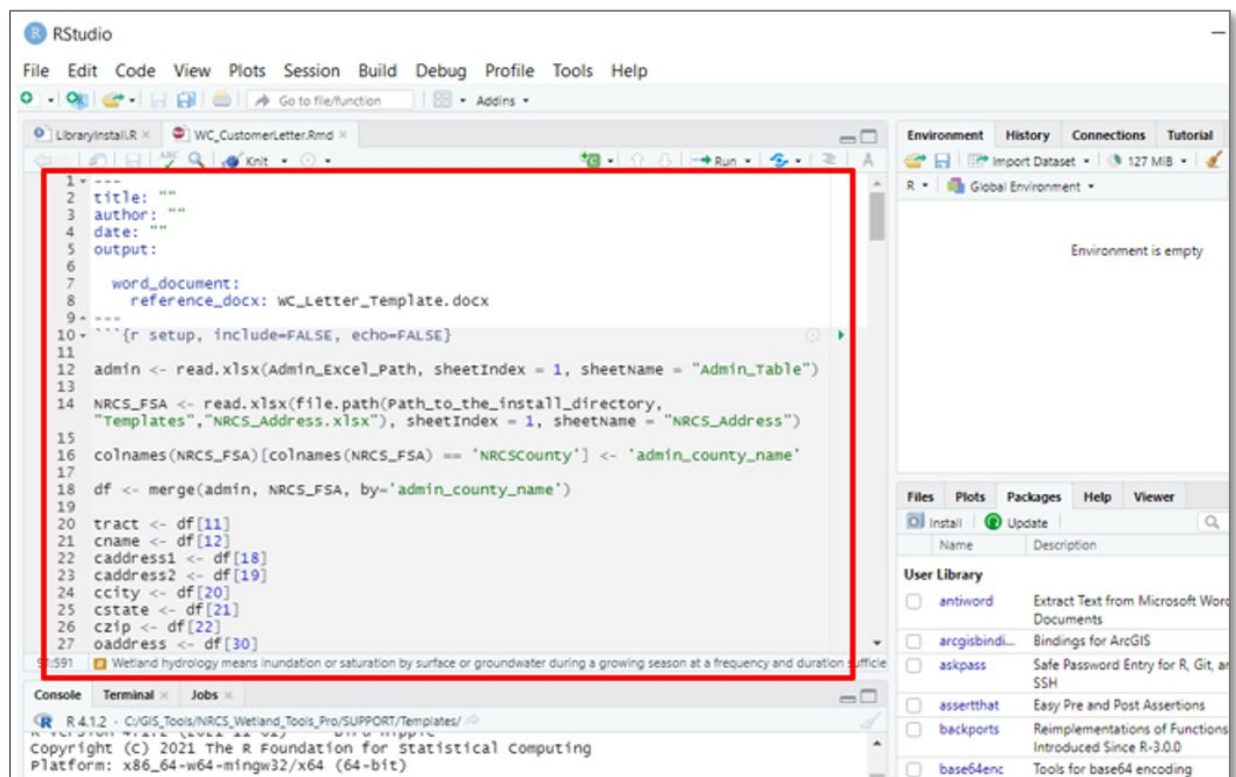 RStudio
File Edit Code View Plots Session Build Debug Profile Tools Help
Go to file/function Addins
LibraryInstall.R WC_CustomerLetter.Rmd
ABC Knit Run
1 ---
2 title: ""
3 author: ""
4 date: ""
5 output:
6
7 word_document:
8 reference_docx: WC_Letter_Template.docx
9 ---
10 ```{r setup, include=FALSE, echo=FALSE}
11
12 admin <- read.xlsx(Admin_Excel_Path, sheetIndex = 1, sheetName = "Admin_Table")
13
14 NRCS_FSA <- read.xlsx(file.path(Path_to_the_install_directory,
"Templates","NRCS_Address.xlsx"), sheetIndex = 1, sheetName = "NRCS_Address")
15
16 colnames(NRCS_FSA)[colnames(NRCS_FSA) == 'NRCSCounty'] <- 'admin_county_name'
17
18 df <- merge(admin, NRCS_FSA, by='admin_county_name')
19
20 tract <- df[11]
21 cname <- df[12]
22 caddress1 <- df[18]
23 caddress2 <- df[19]
24 ccity <- df[20]
25 cstate <- df[21]
26 czip <- df[22]
27 oaddress <- df[30]
:591 Wetland hydrology means inundation or saturation by surface or groundwater during a growing season at a frequency and duration sufficie
Console Terminal Jobs
R 4.1.2 · C:/GIS_Tools/NRCS_Wetland_Tools_Pro/SUPPORT/Templates/
Copyright (C) 2021 The R Foundation for Statistical Computing
Platform: x86_64-w64-mingw32/x64 (64-bit)
Environment History Connections Tutorial
Import Dataset 127 MiB
R Global Environment
Environment is empty
Files Plots Packages Help Viewer
Install Update
Name Description
User Library
antiword Extract Text from Microsoft Word
Documents
arcgisbindi... Bindings for ArcGIS
askpass Safe Password Entry for R, Git, an
SSH
assertthat Easy Pre and Post Assertions
backports Reimplementations of Functions
Introduced Since R-3.0.0
base64enc Tools for base64 encoding